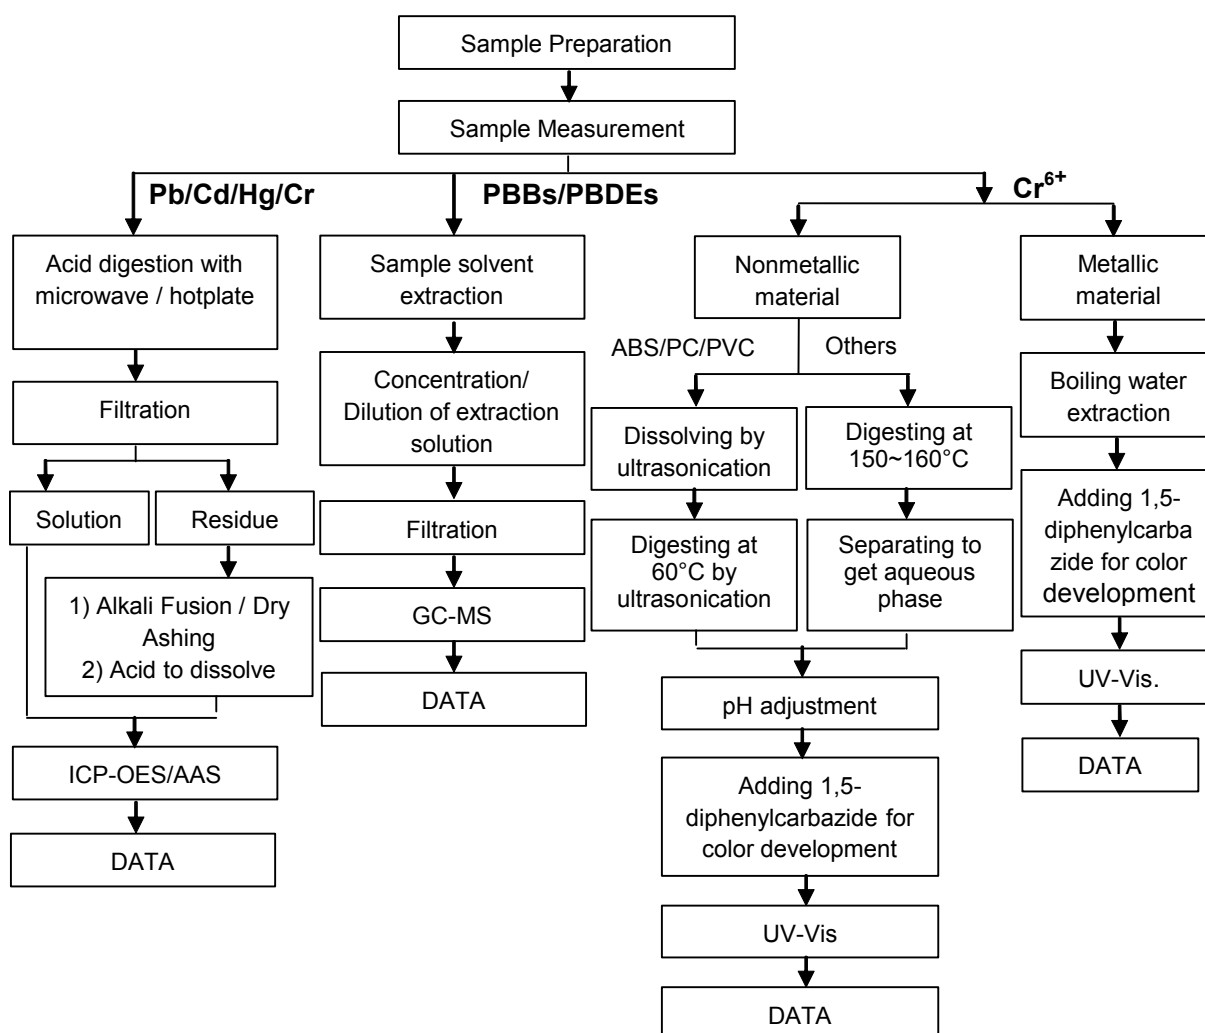 Sample Preparation
Sample Measurement
Pb/Cd/Hg/Cr
PBBs/PBDEs
Cr6+
Acid digestion with
microwave / hotplate
Filtration
Solution
Residue
1) Alkali Fusion / Dry
Ashing
2) Acid to dissolve
ICP-OES/AAS
DATA
Sample solvent
extraction
Concentration/
Dilution of extraction
solution
Filtration
GC-MS
DATA
Nonmetallic
material
ABS/PC/PVC
Others
Dissolving by
ultrasonication
Digesting at
60°C by
ultrasonication
Digesting at
150~160°C
Separating to
get aqueous
phase
pH adjustment
Adding 1,5-
diphenylcarbazide for
color development
UV-Vis
DATA
Metallic
material
Boiling water
extraction
Adding 1,5-
diphenylcarba
zide for color
development
UV-Vis.
DATA